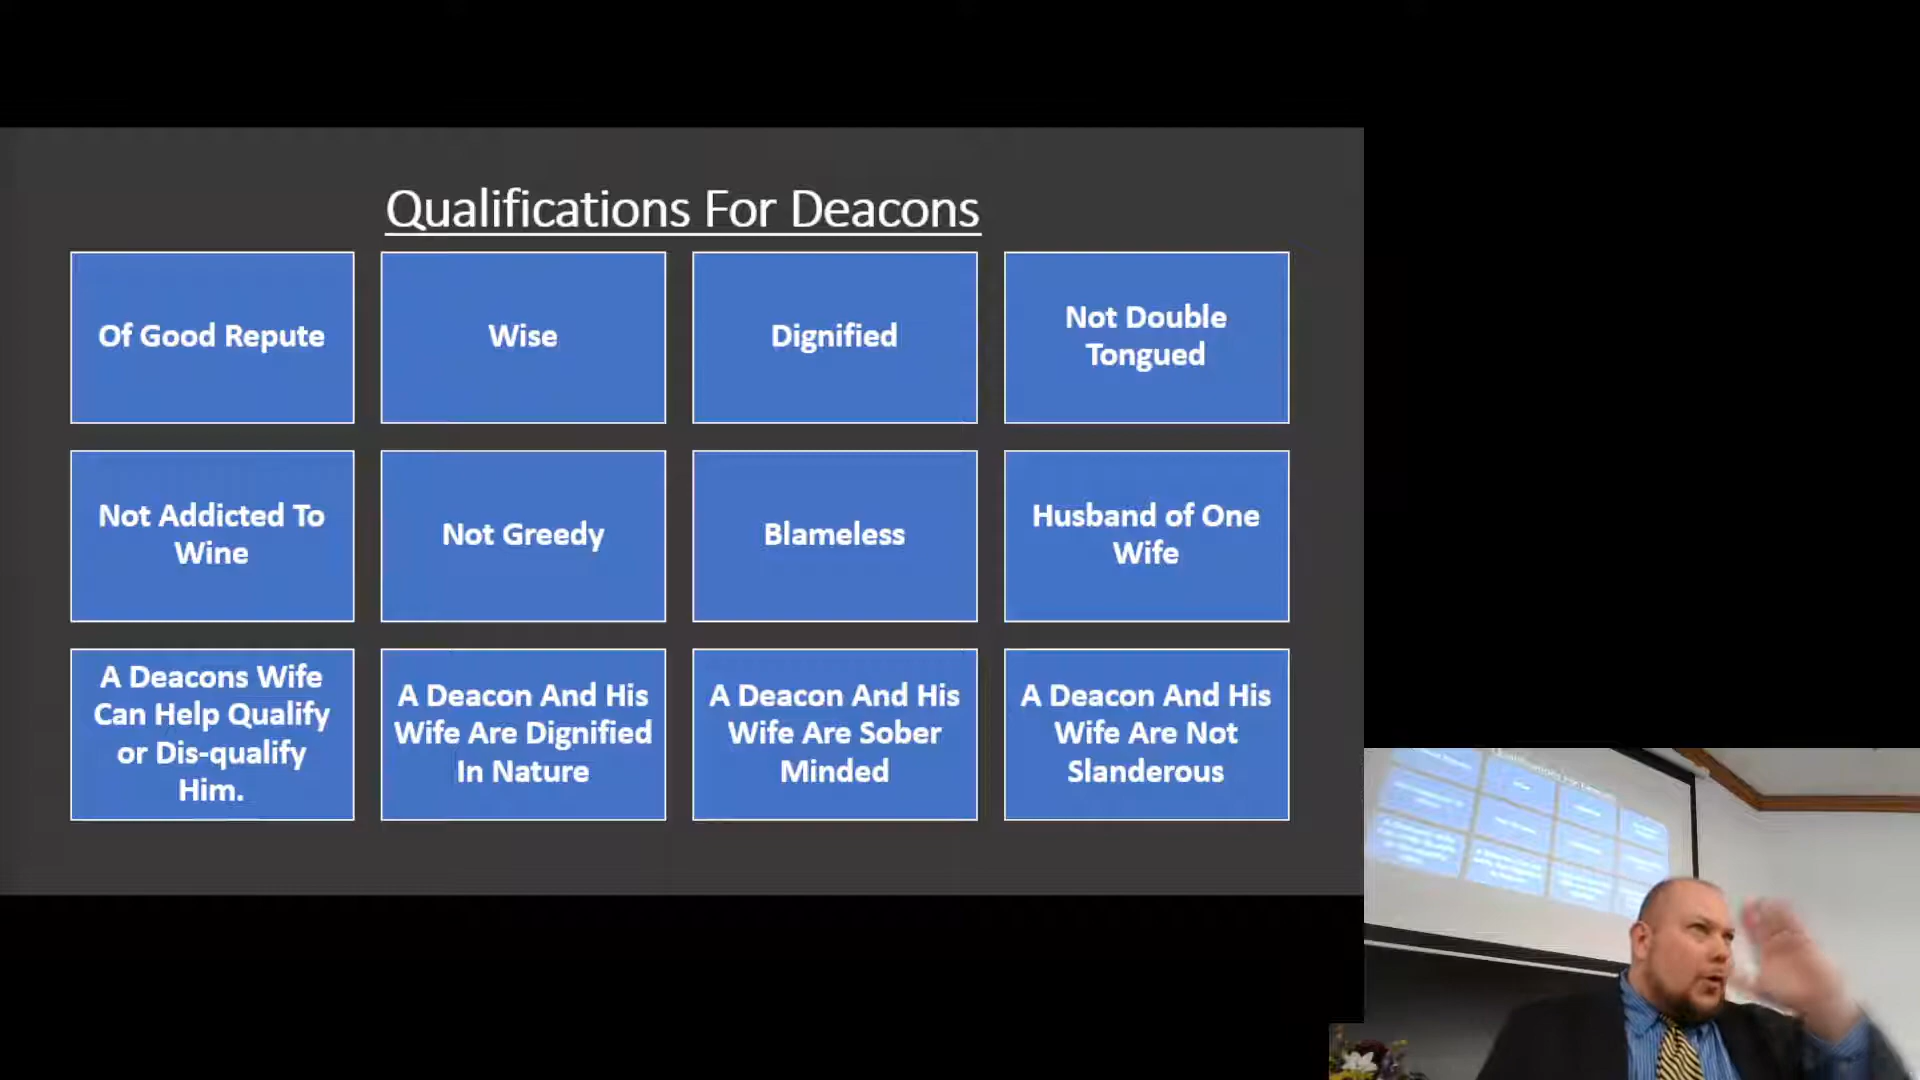 Qualifications For Deacons
Of Good Repute
Wise
Dignified
Not Double
Tongued
Not Addicted To
Wine
Not Greedy
Blameless
Husband of One
Wife
A Deacons Wife
Can Help Qualify
or Dis-qualify
Him.
A Deacon And His
Wife Are Dignified
In Nature
A Deacon And His
Wife Are Sober
Minded
A Deacon And His
Wife Are Not
Slanderous